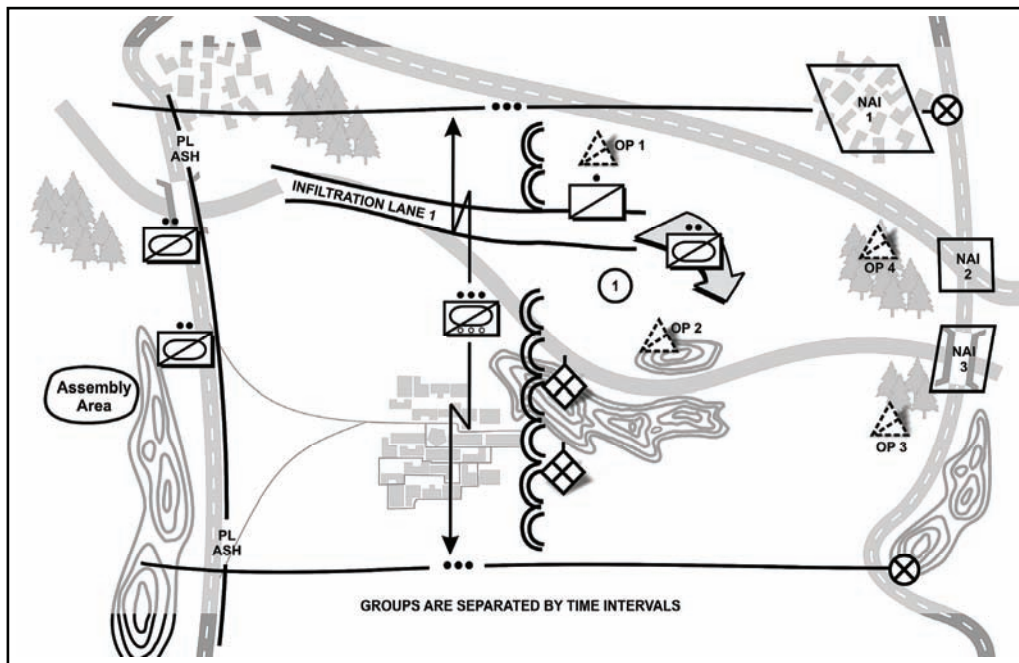 NAI
1
PL
ASH
OP 1
INFILTRATION LANE 1
OP 4
NAI
2
1
OP 2
NAI
3
Assembly
Area
OP 3
PL
ASH
GROUPS ARE SEPARATED BY TIME INTERVALS